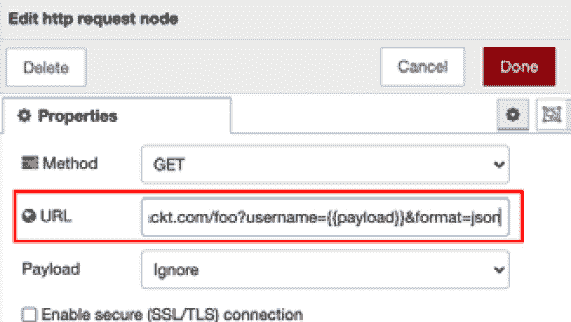 Edit http request node
Delete
Cancel
Done
Properties
Method
GET
URL
ckt.com/foo?username={{payload}}&format=json
Payload
Ignore
Enable secure (SSL/TLS) connection